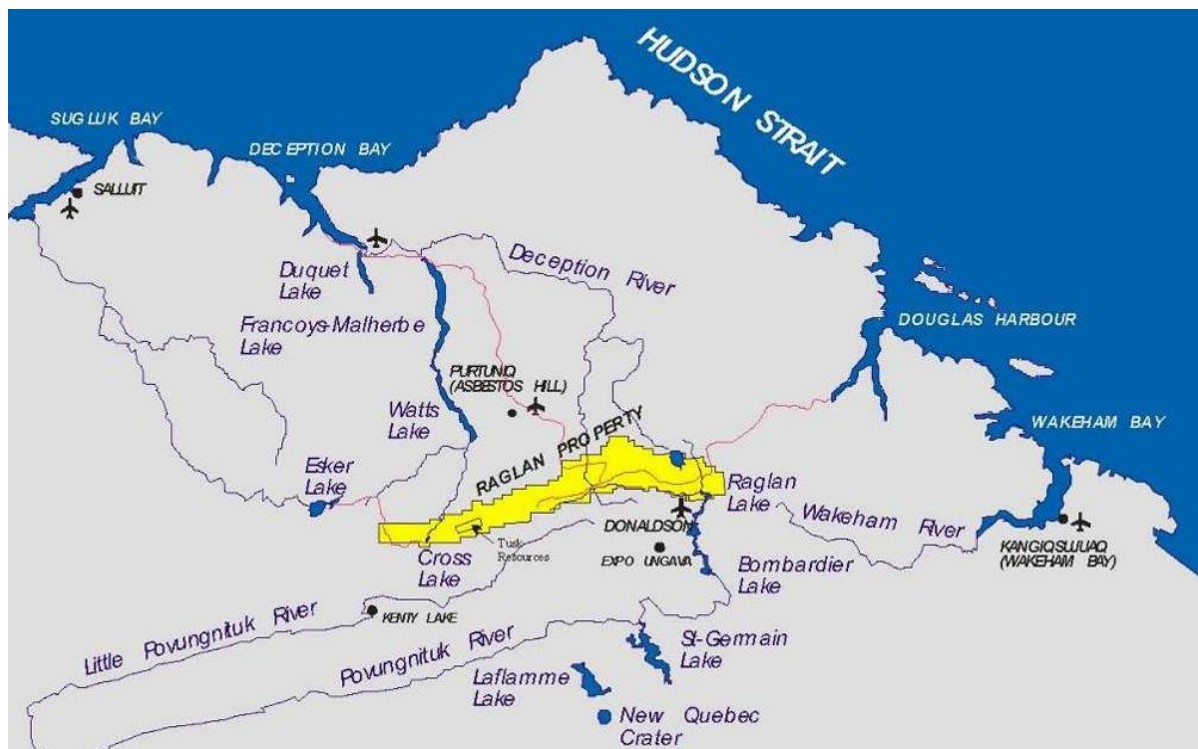 HUDSON STRAIT
SUGLUK BAY
DECEPTION BAY
SALLUIT
Deception River
Duquet
Lake
Francoys-Malherbe
Lake
DOUGLAS HARBOUR
PURTUNIQ
(ASBESTOS HILL)
Watts
Lake
RAGLAN PROPERTY
WAKEHAM BAY
Esker
Lake
Raglan
Lake
Wakeham River
DONALDSON
Tusk
Resources
EXPO UNGAVA
KANGIQSUJUAQ
(WAKEHAM BAY)
Cross
Lake
Bombardier
Lake
KENTY LAKE
Little Povungnituk River
Povungnituk River
St-Germain
Lake
Laflamme
Lake
New Quebec
Crater